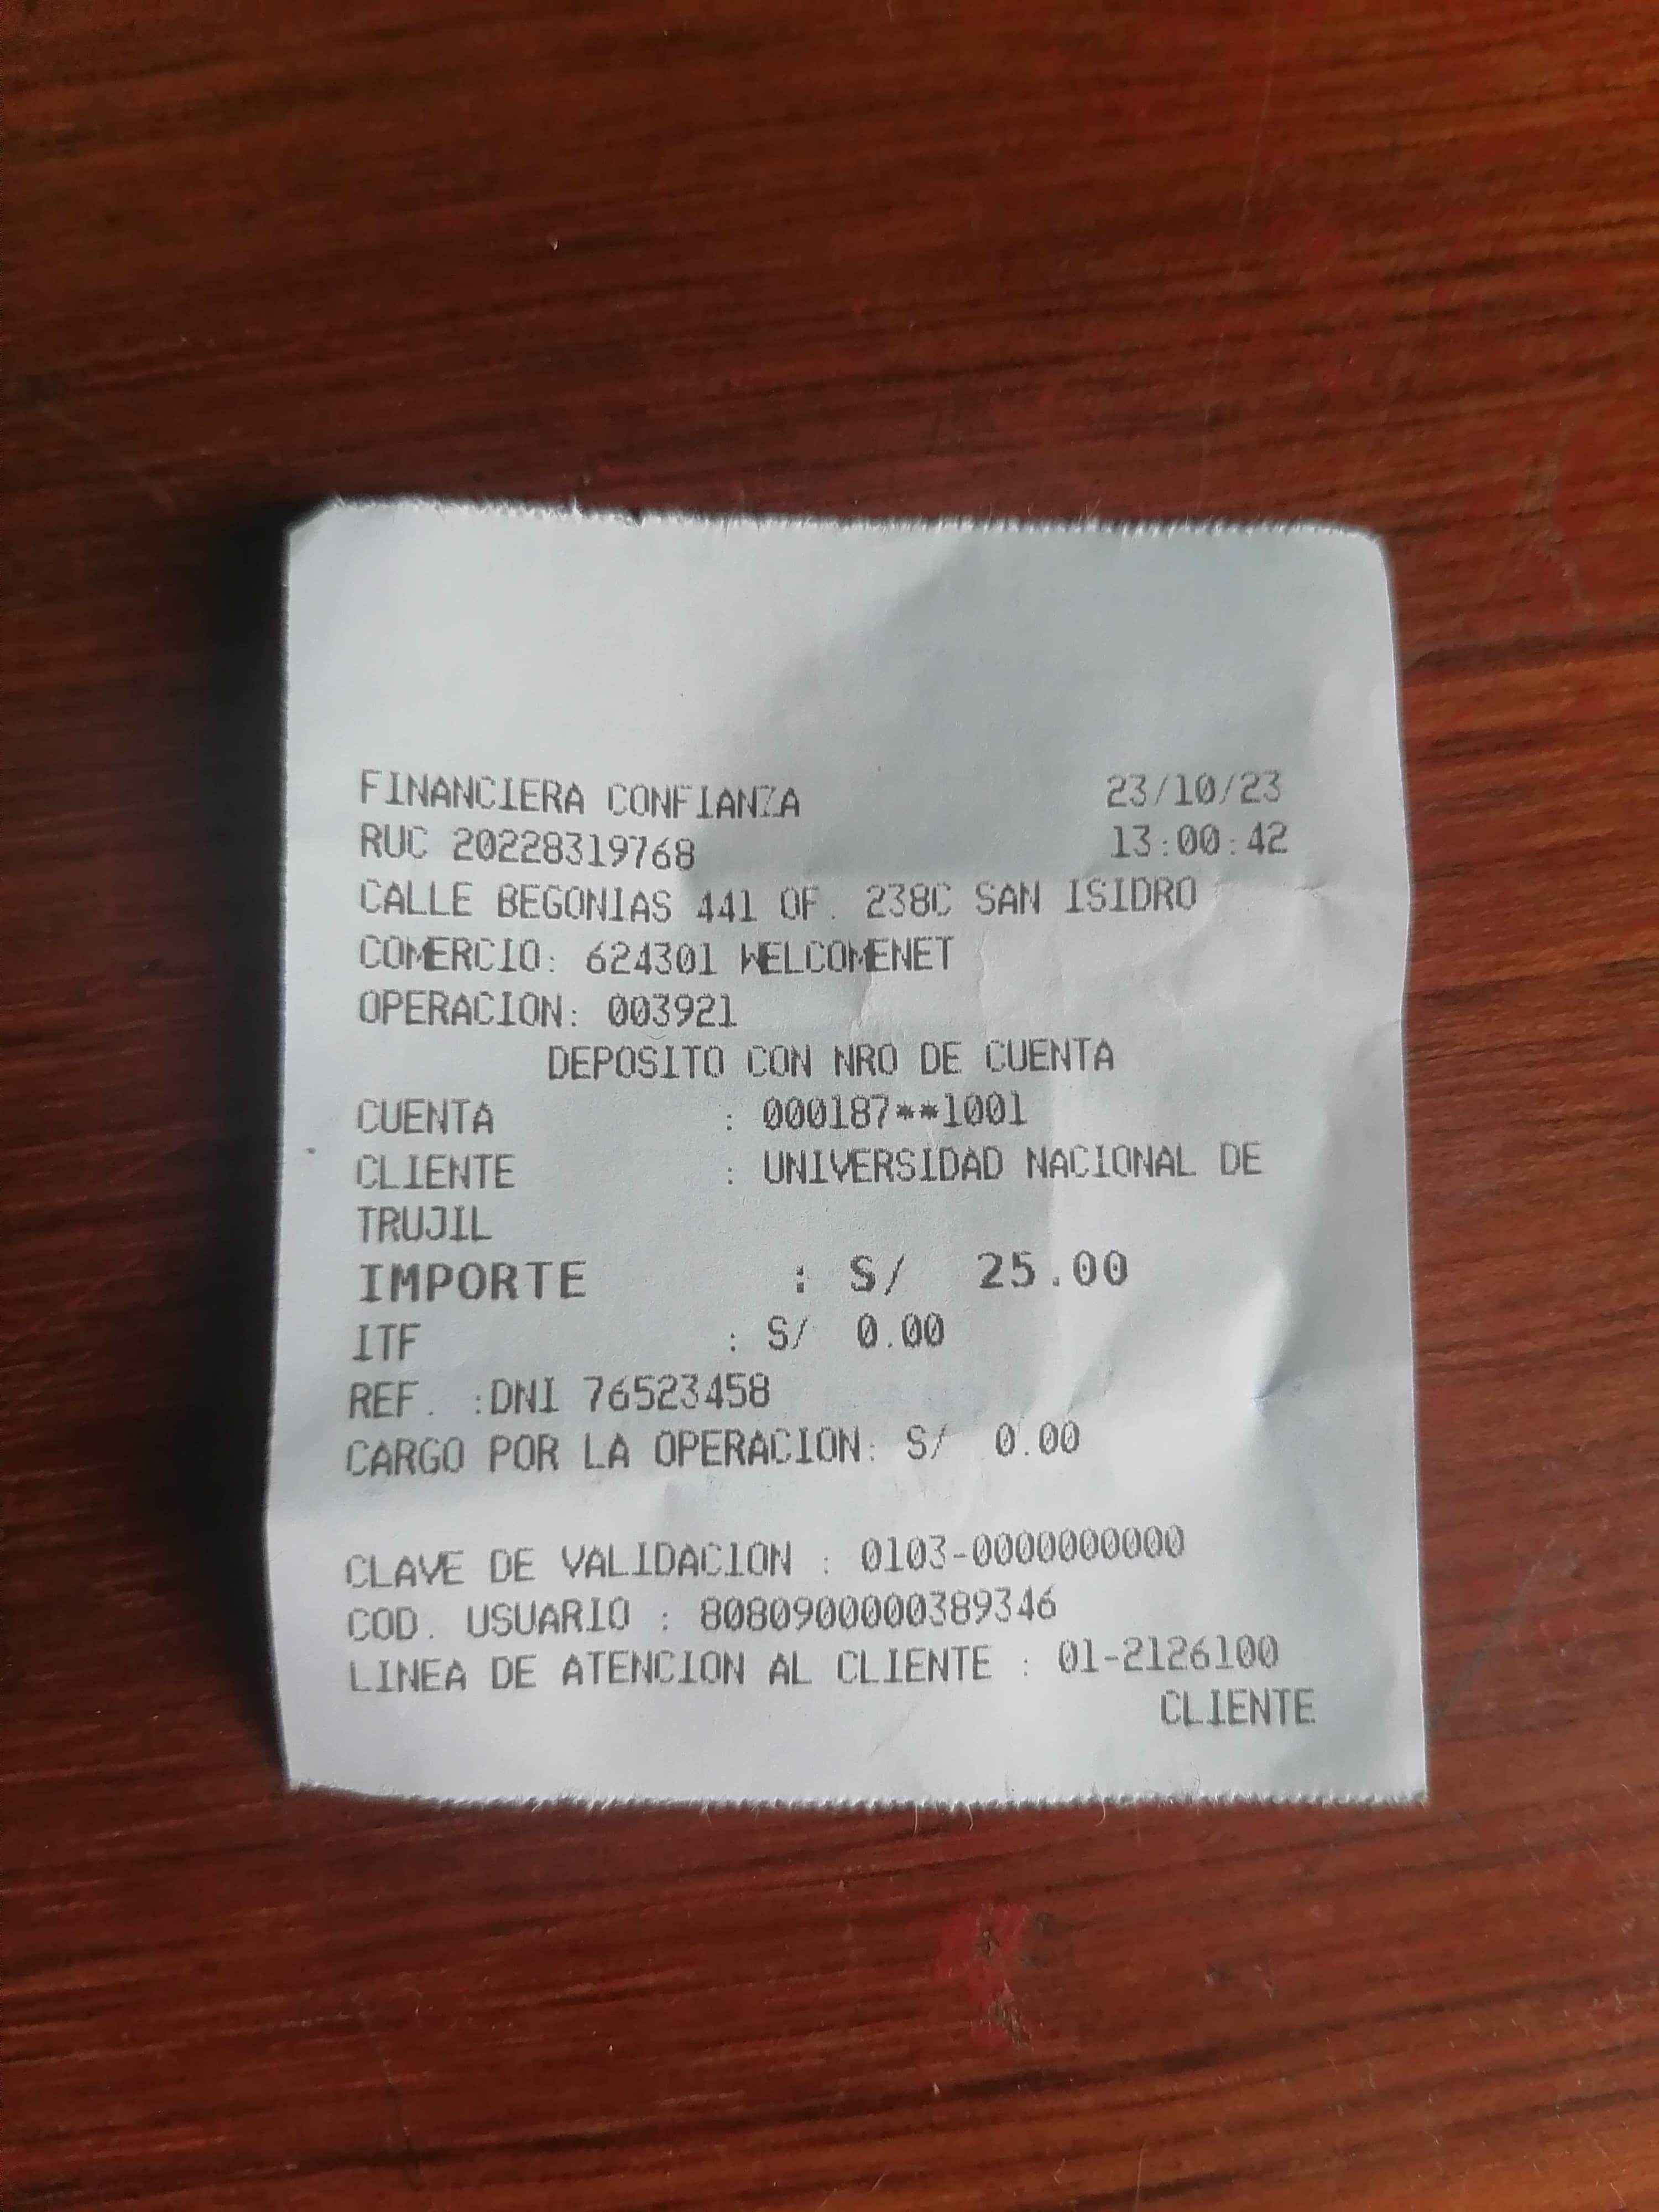 FINANCIERA CONFIANZA 23/10/23
RUC 20228319768 13:00:42
CALLE BEGONIAS 441 OF. 238C SAN ISIDRO
COMERCIO: 624301 WELCOMENET
OPERACION: 003921
DEPOSITO CON NRO DE CUENTA
CUENTA : 000187**1001
CLIENTE : UNIVERSIDAD NACIONAL DE
TRUJIL
IMPORTE : S/ 25.00
ITF : S/ 0.00
REF. :DNI 76523458
CARGO POR LA OPERACION: S/ 0.00
CLAVE DE VALIDACION : 0103-0000000000
COD. USUARIO : 8080900000389346
LINEA DE ATENCION AL CLIENTE : 01-2126100
CLIENTE